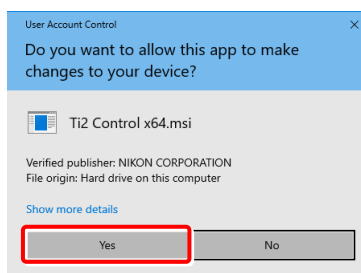 User Account Control
Do you want to allow this app to make
changes to your device?
Ti2 Control x64.msi
Verified publisher: NIKON CORPORATION
File origin: Hard drive on this computer
Show more details
Yes
No